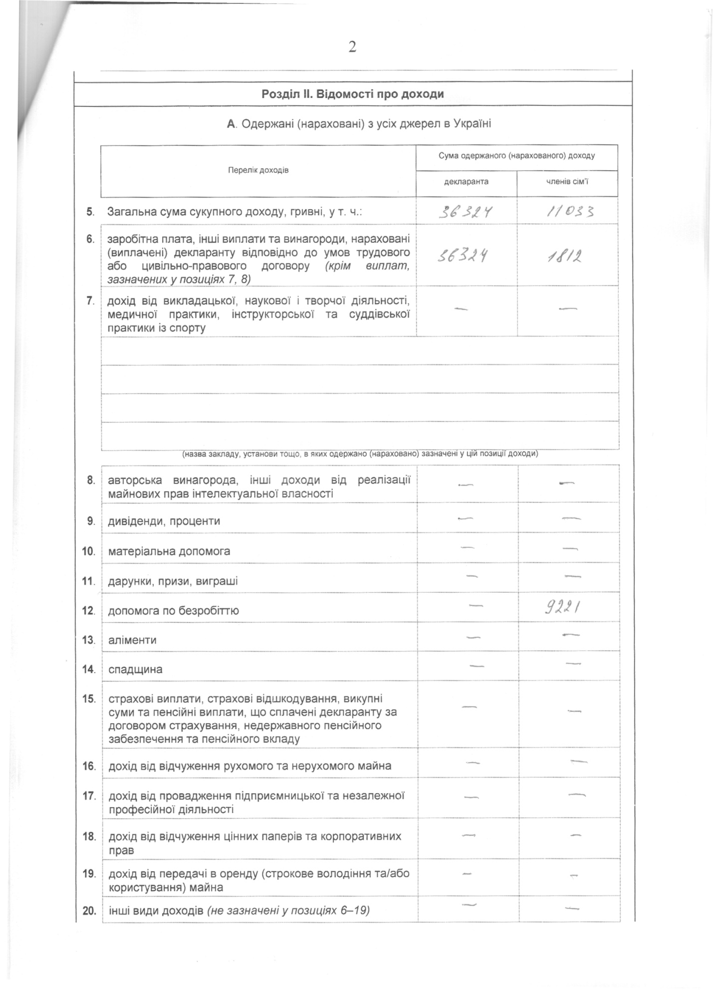 2
Розділ II. Відомості про доходи
А. Одержані (нараховані) з усіх джерел в Україні
Перелік доходів
Сума одержаного (нарахованого) доходу
декларанта
членів сім'ї
5. Загальна сума сукупного доходу, гривні, у т. ч.: 36324 11033
6. заробітна плата, інші виплати та винагороди, нараховані
(виплачені) декларанту відповідно до умов трудового
або цивільно-правового договору (крім виплат,
зазначених у позиціях 7, 8)
36324 1812
7. дохід від викладацької, наукової і творчої діяльності,
медичної практики, інструкторської та суддівської
практики із спорту
— —
(назва закладу, установи тощо, в яких одержано (нараховано) зазначені у цій позиції доходи)
8. авторська винагорода, інші доходи від реалізації
майнових прав інтелектуальної власності
— —
9. дивіденди, проценти — —
10. матеріальна допомога — —
11. дарунки, призи, виграші — —
12. допомога по безробіттю — 9221
13. аліменти — —
14. спадщина — —
15. страхові виплати, страхові відшкодування, викупні
суми та пенсійні виплати, що сплачені декларанту за
договором страхування, недержавного пенсійного
забезпечення та пенсійного вкладу
— —
16. дохід від відчуження рухомого та нерухомого майна — —
17. дохід від провадження підприємницької та незалежної
професійної діяльності
— —
18. дохід від відчуження цінних паперів та корпоративних
прав
— —
19. дохід від передачі в оренду (строкове володіння та/або
користування) майна
— —
20. інші види доходів (не зазначені у позиціях 6–19) — —